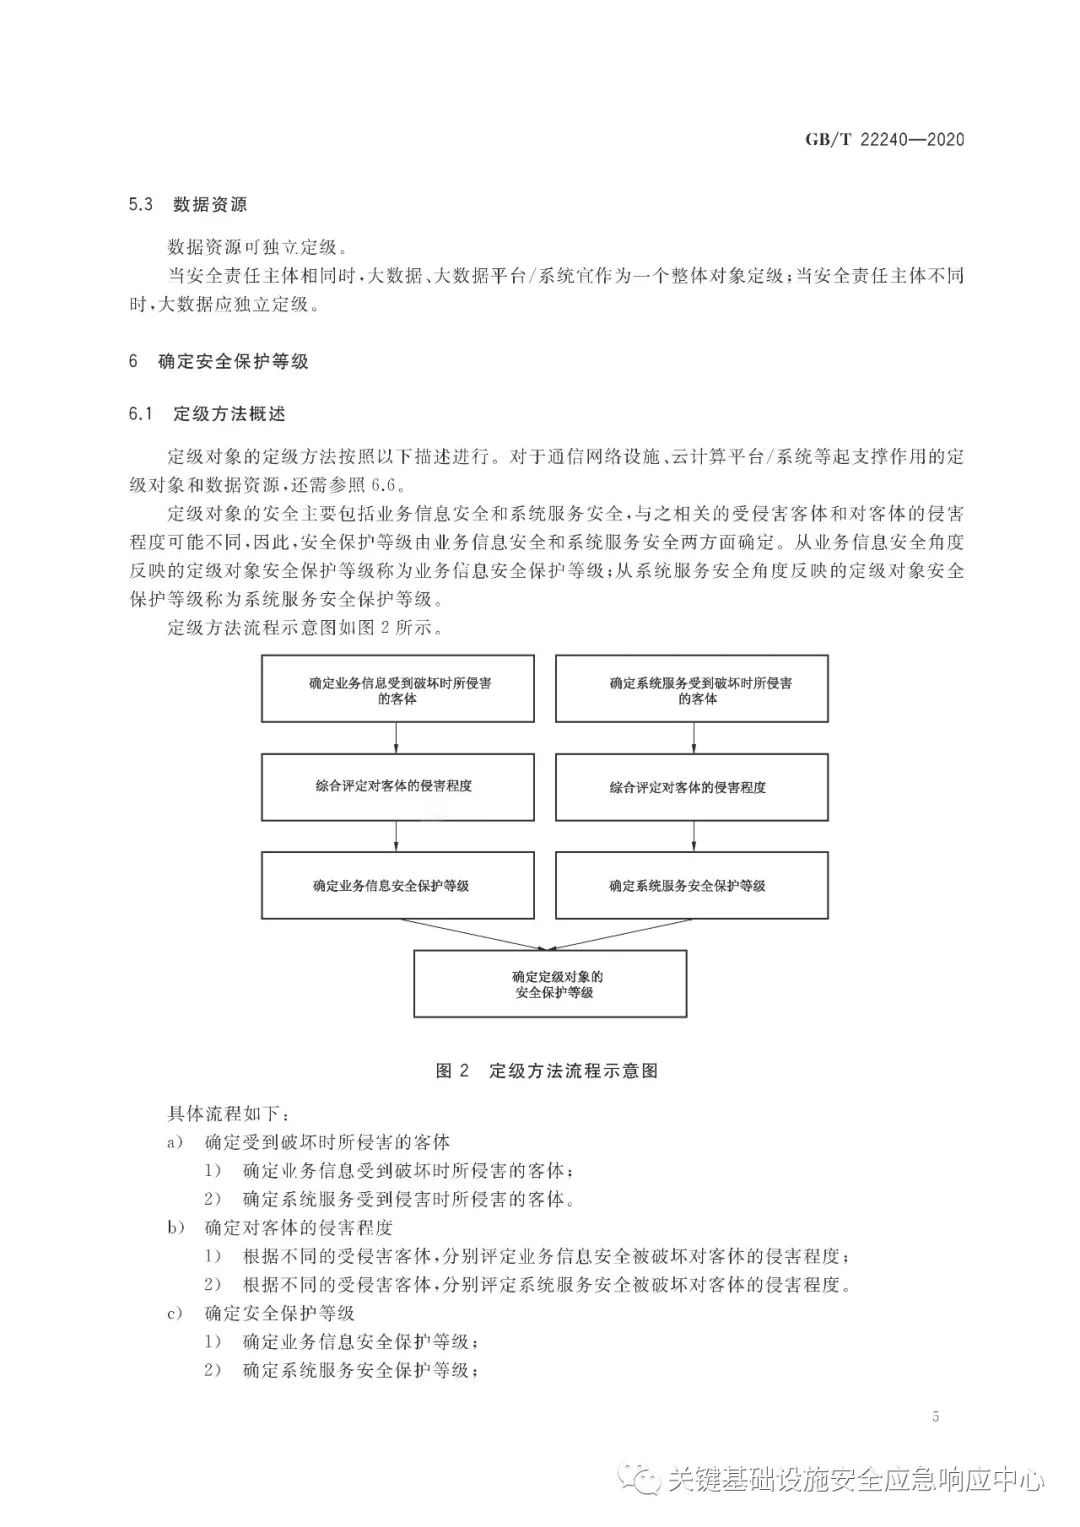 GB/T 22240—2020
5.3 数据资源
数据资源可独立定级。
当安全责任主体相同时,大数据、大数据平台/系统宜作为一个整体对象定级;当安全责任主体不同
时,大数据应独立定级。
6 确定安全保护等级
6.1 定级方法概述
定级对象的定级方法按照以下描述进行。对于通信网络设施、云计算平台/系统等起支撑作用的定
级对象和数据资源,还需参照 6.6。
定级对象的安全主要包括业务信息安全和系统服务安全,与之相关的受侵害客体和对客体的侵害
程度可能不同,因此,安全保护等级由业务信息安全和系统服务安全两方面确定。从业务信息安全角度
反映的定级对象安全保护等级称为业务信息安全保护等级;从系统服务安全角度反映的定级对象安全
保护等级称为系统服务安全保护等级。
定级方法流程示意图如图 2 所示。
确定业务信息受到破坏时所侵害
的客体
确定系统服务受到破坏时所侵害
的客体
综合评定对客体的侵害程度
综合评定对客体的侵害程度
确定业务信息安全保护等级
确定系统服务安全保护等级
确定定级对象的
安全保护等级
图 2 定级方法流程示意图
具体流程如下:
a) 确定受到破坏时所侵害的客体
1) 确定业务信息受到破坏时所侵害的客体;
2) 确定系统服务受到侵害时所侵害的客体。
b) 确定对客体的侵害程度
1) 根据不同的受侵害客体,分别评定业务信息安全被破坏对客体的侵害程度;
2) 根据不同的受侵害客体,分别评定系统服务安全被破坏对客体的侵害程度。
c) 确定安全保护等级
1) 确定业务信息安全保护等级;
2) 确定系统服务安全保护等级;
5
关键基础设施安全应急响应中心